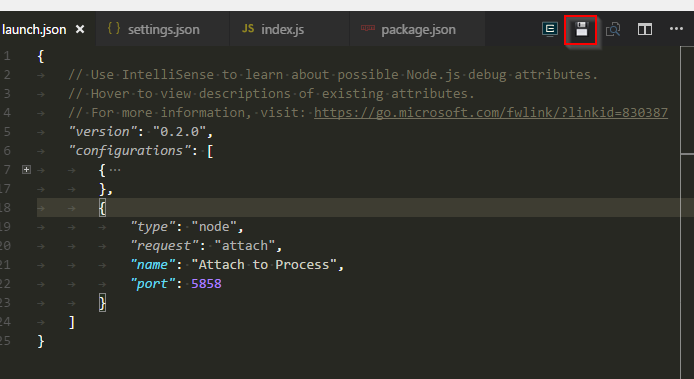 launch.json
{ } settings.json
JS index.js
package.json
1 {
2 // Use IntelliSense to learn about possible Node.js debug attributes.
3 // Hover to view descriptions of existing attributes.
4 // For more information, visit: https://go.microsoft.com/fwlink/?linkid=830387
5 "version": "0.2.0",
6 "configurations": [
7 { ⋯
17 },
18 {
19 "type": "node",
20 "request": "attach",
21 "name": "Attach to Process",
22 "port": 5858
23 }
24 ]
25 }